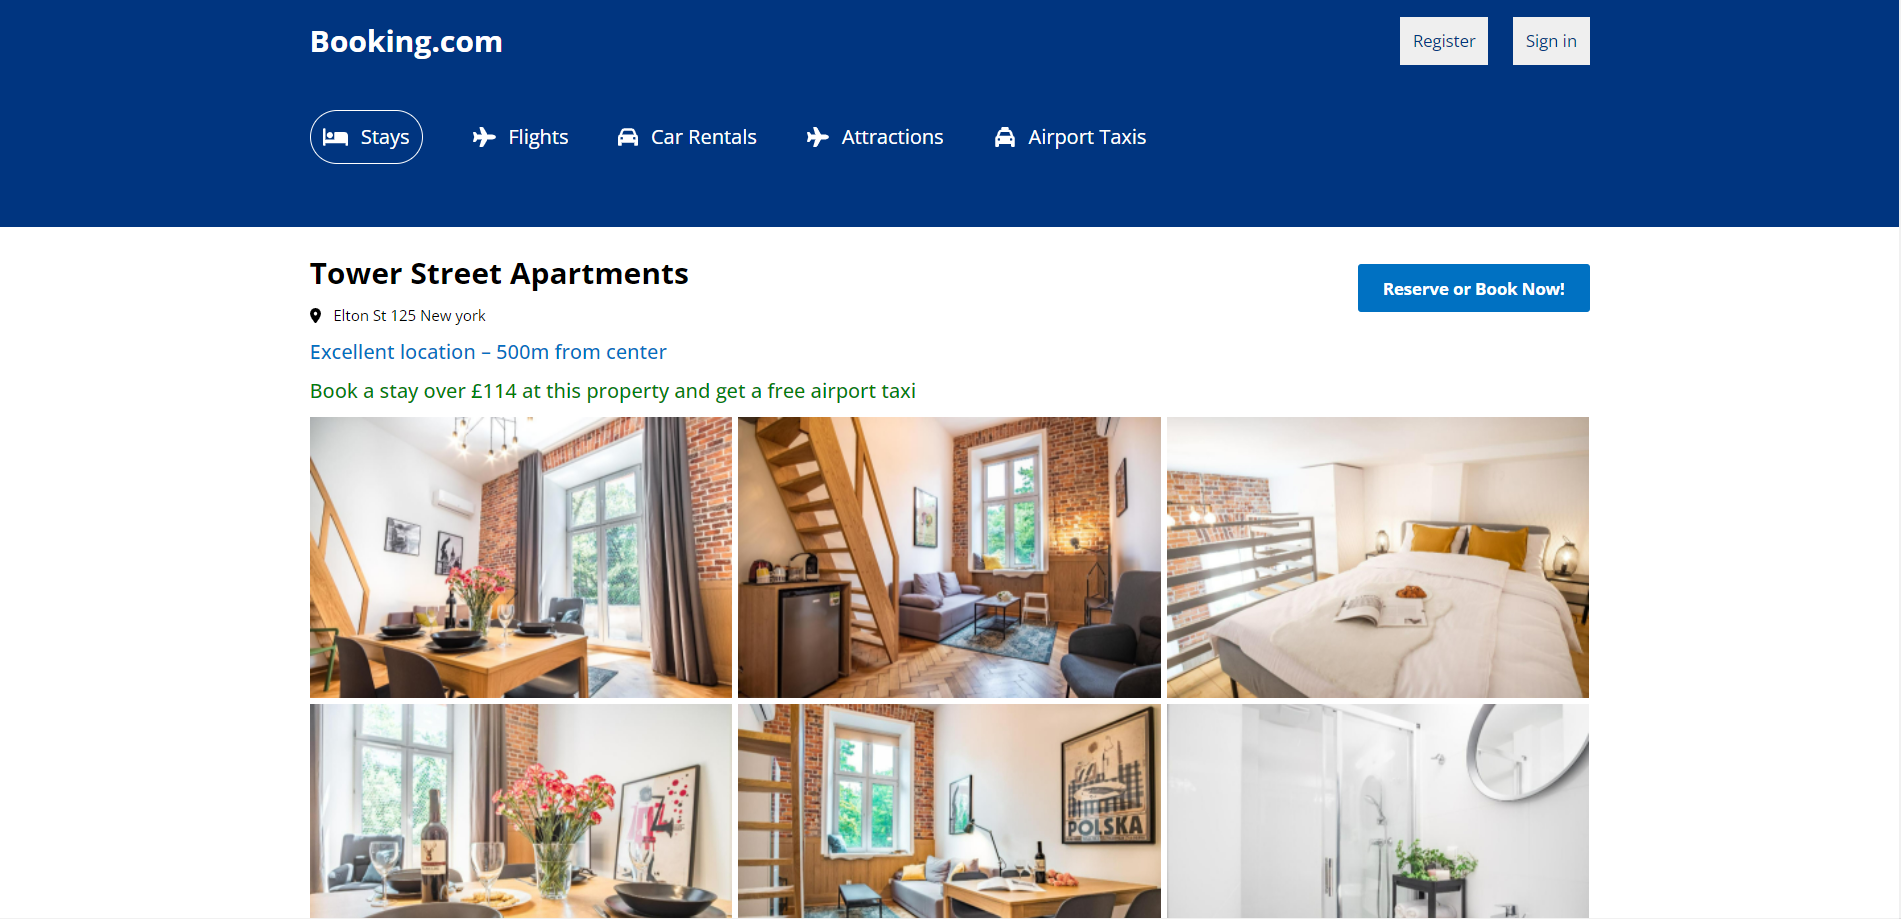 Booking.com
Register
Sign in
Stays
Flights
Car Rentals
Attractions
Airport Taxis
Tower Street Apartments
Reserve or Book Now!
Elton St 125 New york
Excellent location – 500m from center
Book a stay over £114 at this property and get a free airport taxi
POLSKA